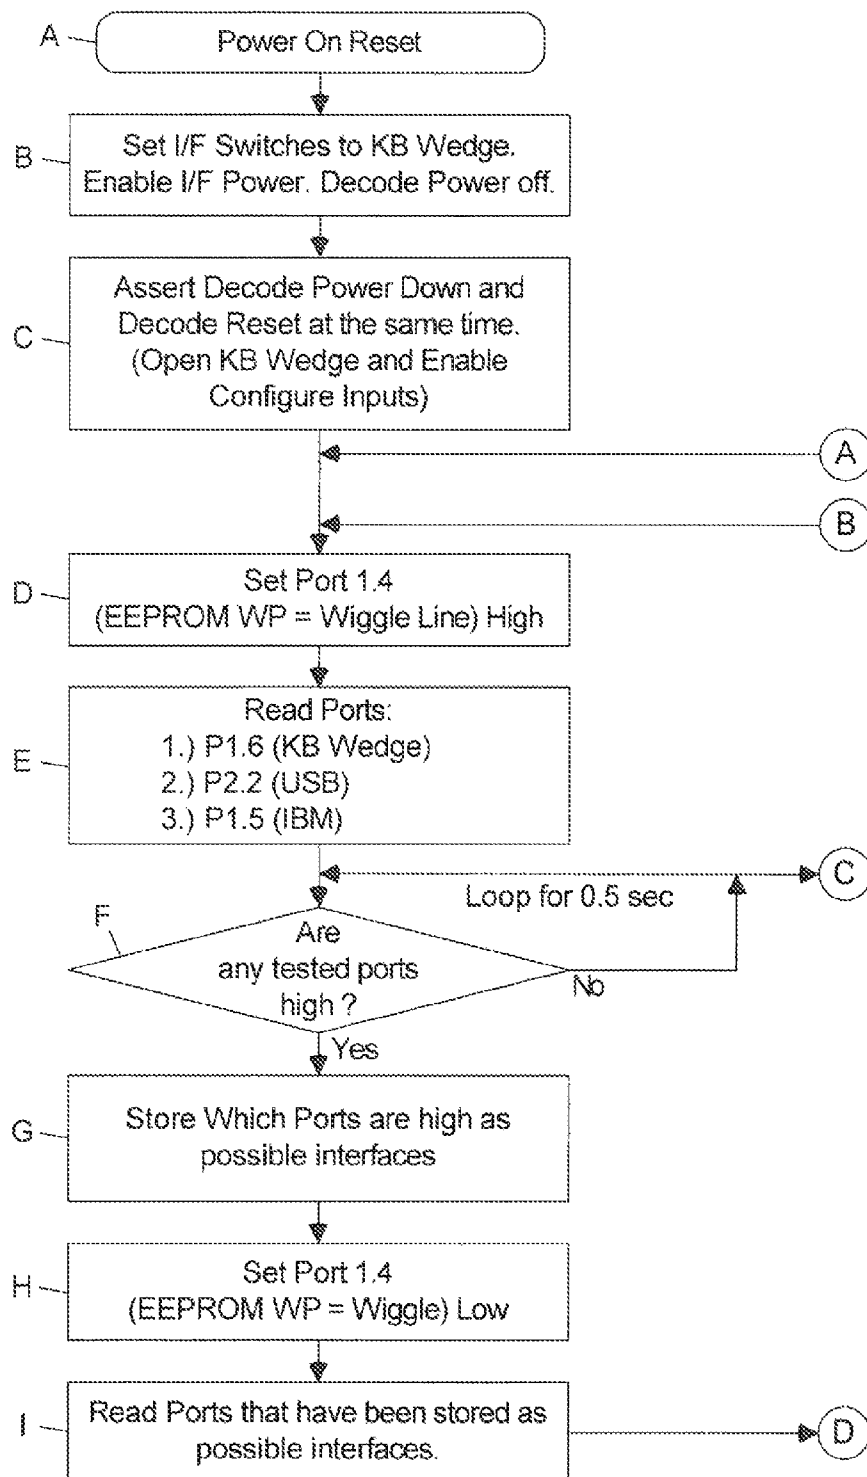 A
Power On Reset
B
Set I/F Switches to KB Wedge.
Enable I/F Power. Decode Power off.
C
Assert Decode Power Down and
Decode Reset at the same time.
(Open KB Wedge and Enable
Configure Inputs)
A
B
D
Set Port 1.4
(EEPROM WP = Wiggle Line) High
E
Read Ports:
1.) P1.6 (KB Wedge)
2.) P2.2 (USB)
3.) P1.5 (IBM)
C
Loop for 0.5 sec
F
Are
any tested ports
high ?
No
Yes
G
Store Which Ports are high as
possible interfaces
H
Set Port 1.4
(EEPROM WP = Wiggle) Low
I
Read Ports that have been stored as
possible interfaces.
D